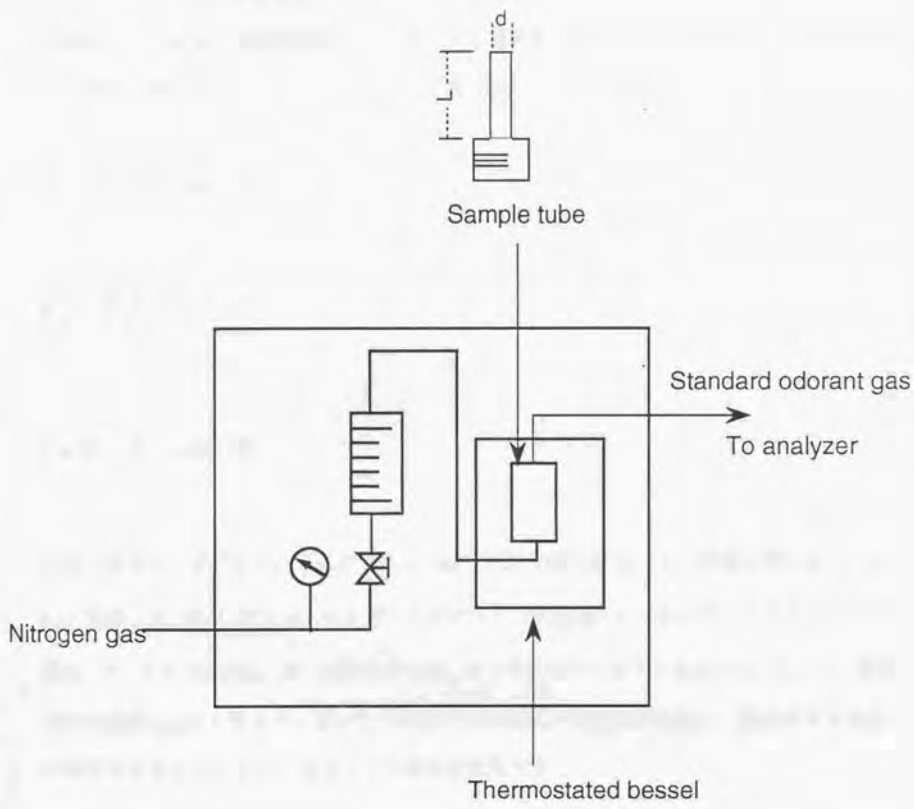 d
L
Sample tube
Standard odorant gas
To analyzer
Nitrogen gas
Thermostated bessel